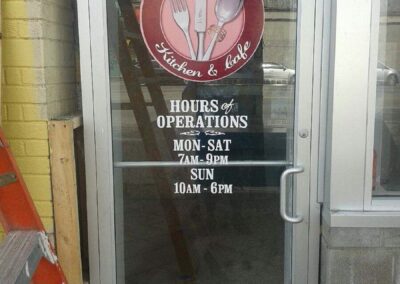 Kitchen & Cafe
HOURS of
OPERATIONS
MON-SAT
7AM-9PM
SUN
10AM-6PM